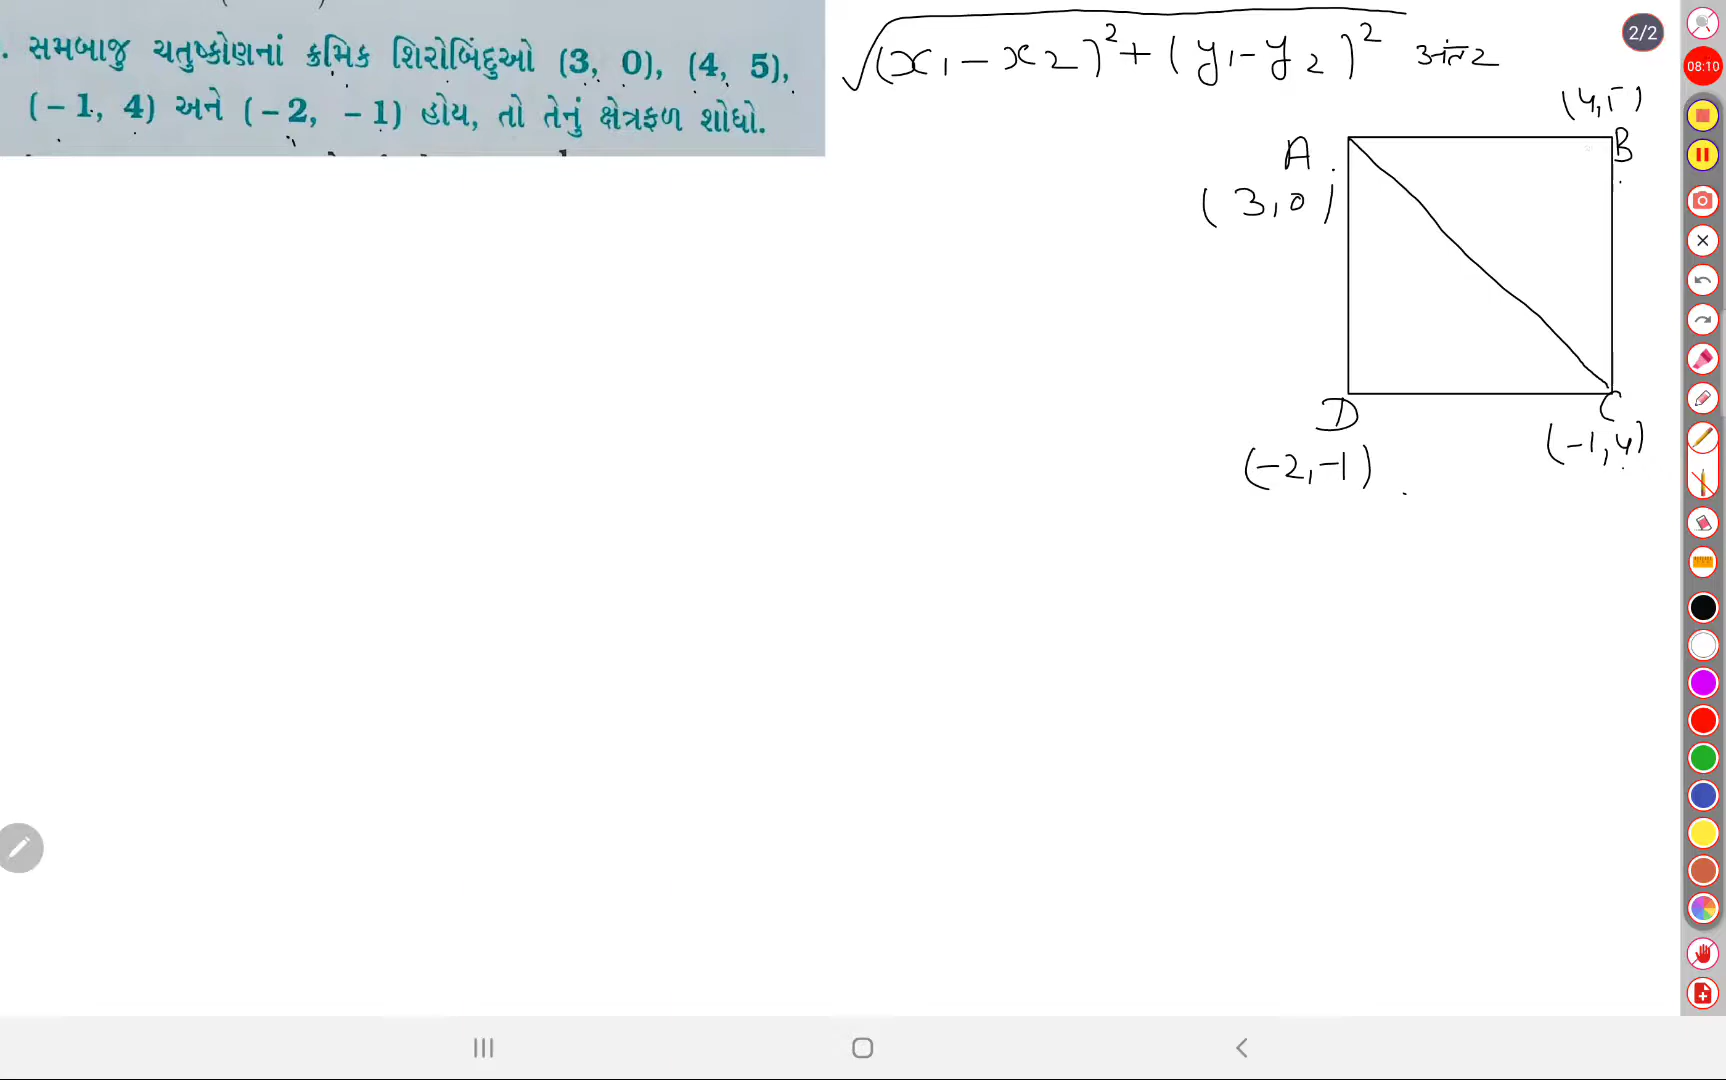 . સમબાજુ ચતુષ્કોણનાં ક્રમિક શિરોબિંદુઓ (3, 0), (4, 5),
(-1, 4) અને (-2, -1) હોય, તો તેનું ક્ષેત્રફળ શોધો.
√(x₁-x₂)²+(y₁-y₂)² અંતર
2/2
08:10
(4,5)
A
B
(3,0)
D
C
(-1,4)
(-2,-1)